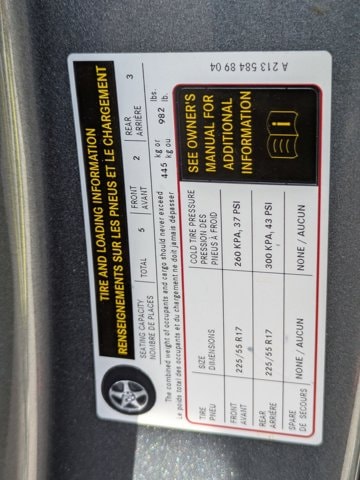 TIRE AND LOADING INFORMATION
RENSEIGNEMENTS SUR LES PNEUS ET LE CHARGEMENT
SEATING CAPACITY
NOMBRE DE PLACES
TOTAL 5
FRONT
AVANT 2
REAR
ARRIÈRE 3
The combined weight of occupants and cargo should never exceed 445 kg or 982 lbs.
Le poids total des occupants et du chargement ne doit jamais dépasser 445 kg ou 982 lb.
TIRE
PNEU
SIZE
DIMENSIONS
COLD TIRE PRESSURE
PRESSION DES
PNEUS À FROID
FRONT
AVANT
225/55 R17
260 KPA, 37 PSI
REAR
ARRIÈRE
225/55 R17
300 KPA, 43 PSI
SPARE
DE SECOURS
NONE / AUCUN
NONE / AUCUN
SEE OWNER'S
MANUAL FOR
ADDITIONAL
INFORMATION
A 213 584 89 04